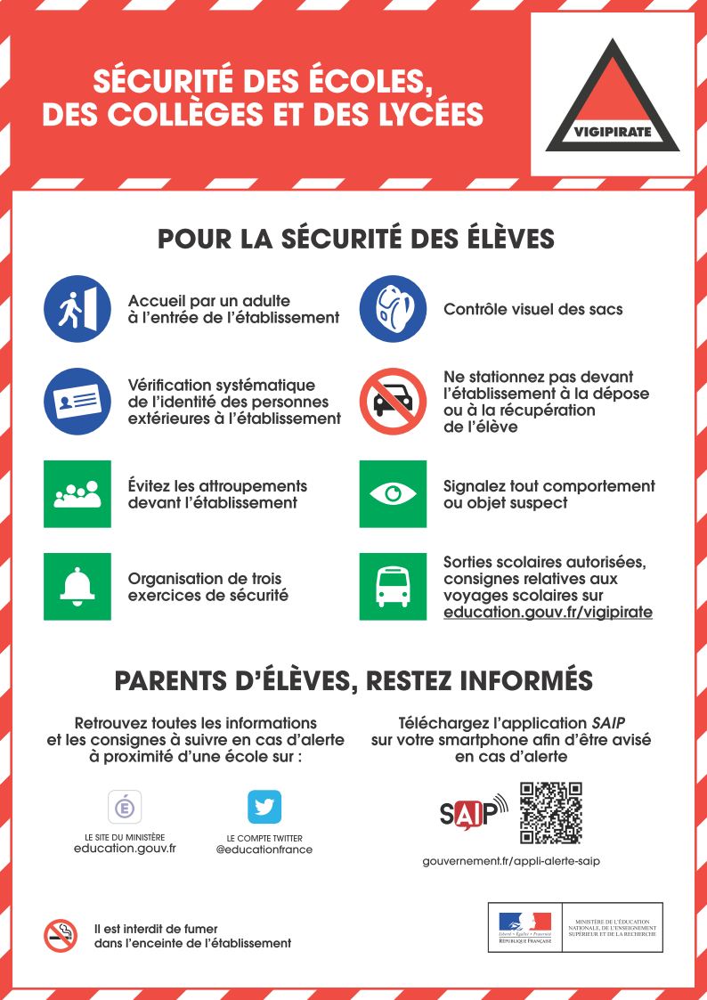 SÉCURITÉ DES ÉCOLES,
DES COLLÈGES ET DES LYCÉES
VIGIPIRATE
POUR LA SÉCURITÉ DES ÉLÈVES
Accueil par un adulte
à l’entrée de l’établissement
Contrôle visuel des sacs
Vérification systématique
de l’identité des personnes
extérieures à l’établissement
Ne stationnez pas devant
l’établissement à la dépose
ou à la récupération
de l’élève
Évitez les attroupements
devant l’établissement
Signalez tout comportement
ou objet suspect
Organisation de trois
exercices de sécurité
Sorties scolaires autorisées,
consignes relatives aux
voyages scolaires sur
education.gouv.fr/vigipirate
PARENTS D’ÉLÈVES, RESTEZ INFORMÉS
Retrouvez toutes les informations
et les consignes à suivre en cas d’alerte
à proximité d’une école sur :
É
LE SITE DU MINISTÈRE
education.gouv.fr
LE COMPTE TWITTER
@educationfrance
Téléchargez l’application SAIP
sur votre smartphone afin d’être avisé
en cas d’alerte
SAIP
gouvernement.fr/appli-alerte-saip
Il est interdit de fumer
dans l’enceinte de l’établissement
Liberté • Égalité • Fraternité
RÉPUBLIQUE FRANÇAISE
MINISTÈRE DE L’ÉDUCATION
NATIONALE, DE L’ENSEIGNEMENT
SUPÉRIEUR ET DE LA RECHERCHE